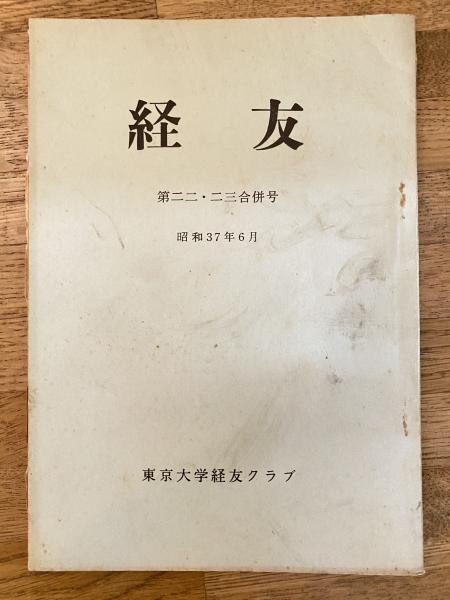 経友
第二二・二三合併号
昭和37年6月
東京大学経友クラブ